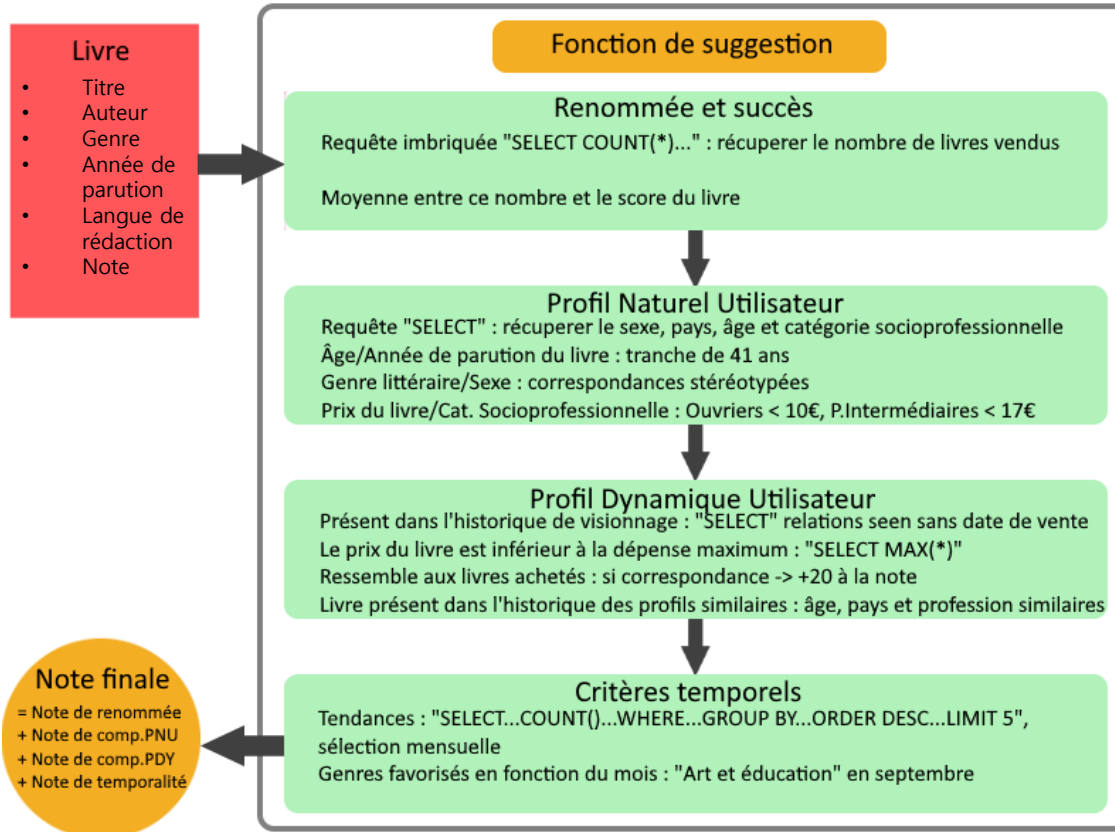 Livre
• Titre
• Auteur
• Genre
• Année de
parution
• Langue de
rédaction
• Note
Fonction de suggestion
Renommée et succès
Requête imbriquée "SELECT COUNT(*)..." : récuperer le nombre de livres vendus
Moyenne entre ce nombre et le score du livre
Profil Naturel Utilisateur
Requête "SELECT" : récuperer le sexe, pays, âge et catégorie socioprofessionnelle
Âge/Année de parution du livre : tranche de 41 ans
Genre littéraire/Sexe : correspondances stéréotypées
Prix du livre/Cat. Socioprofessionnelle : Ouvriers < 10€, P.Intermédiaires < 17€
Profil Dynamique Utilisateur
Présent dans l'historique de visionnage : "SELECT" relations seen sans date de vente
Le prix du livre est inférieur à la dépense maximum : "SELECT MAX(*)"
Ressemble aux livres achetés : si correspondance -> +20 à la note
Livre présent dans l'historique des profils similaires : âge, pays et profession similaires
Critères temporels
Tendances : "SELECT...COUNT()...WHERE...GROUP BY...ORDER DESC...LIMIT 5",
sélection mensuelle
Genres favorisés en fonction du mois : "Art et éducation" en septembre
Note finale
= Note de renommée
+ Note de comp.PNU
+ Note de comp.PDY
+ Note de temporalité